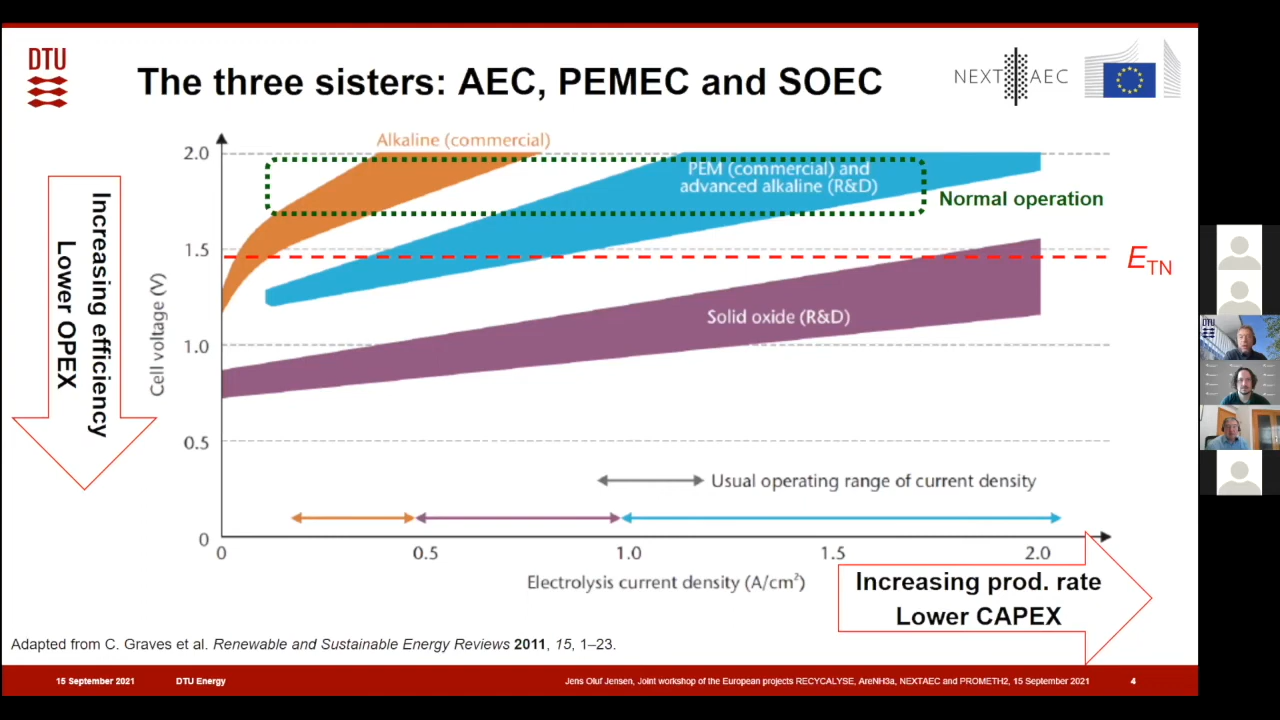 DTU
The three sisters: AEC, PEMEC and SOEC
NEXT AEC
Increasing efficiency
Lower OPEX
Cell voltage (V)
2.0
1.5
1.0
0.5
0
Alkaline (commercial)
PEM (commercial) and
advanced alkaline (R&D)
Normal operation
E TN
Solid oxide (R&D)
Usual operating range of current density
0
0.5
1.0
1.5
2.0
Electrolysis current density (A/cm²)
Increasing prod. rate
Lower CAPEX
Adapted from C. Graves et al. Renewable and Sustainable Energy Reviews 2011, 15, 1–23.
15 September 2021
DTU Energy
Jens Oluf Jensen, Joint workshop of the European projects RECYCALYSE, AreNH3a, NEXTAEC and PROMETH2, 15 September 2021
4
DTU